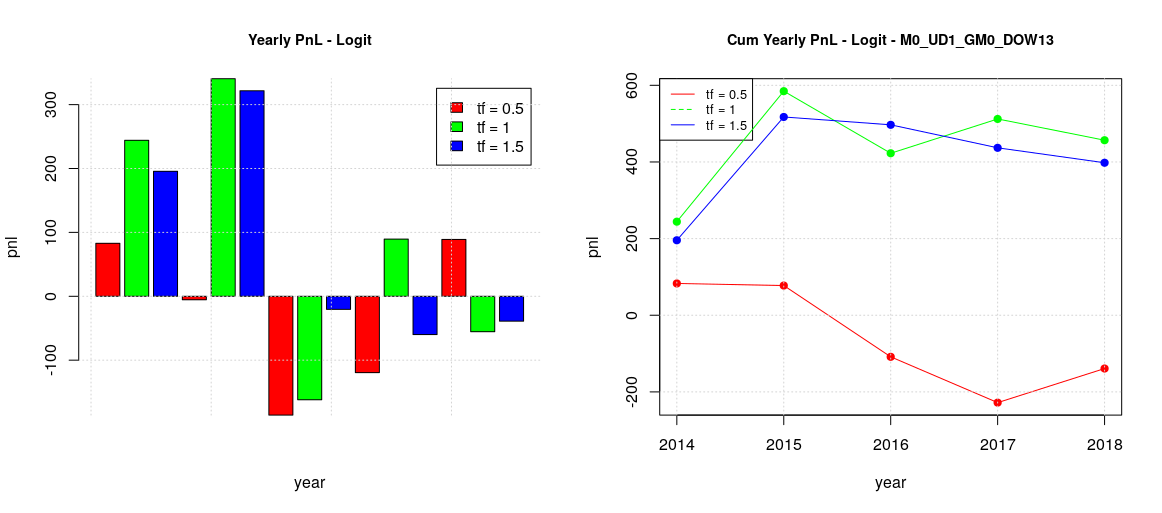 Yearly PnL - Logit
pnl
300
200
100
0
-100
tf = 0.5
tf = 1
tf = 1.5
year
Cum Yearly PnL - Logit - M0_UD1_GM0_DOW13
pnl
600
400
200
0
-200
tf = 0.5
tf = 1
tf = 1.5
2014 2015 2016 2017 2018
year